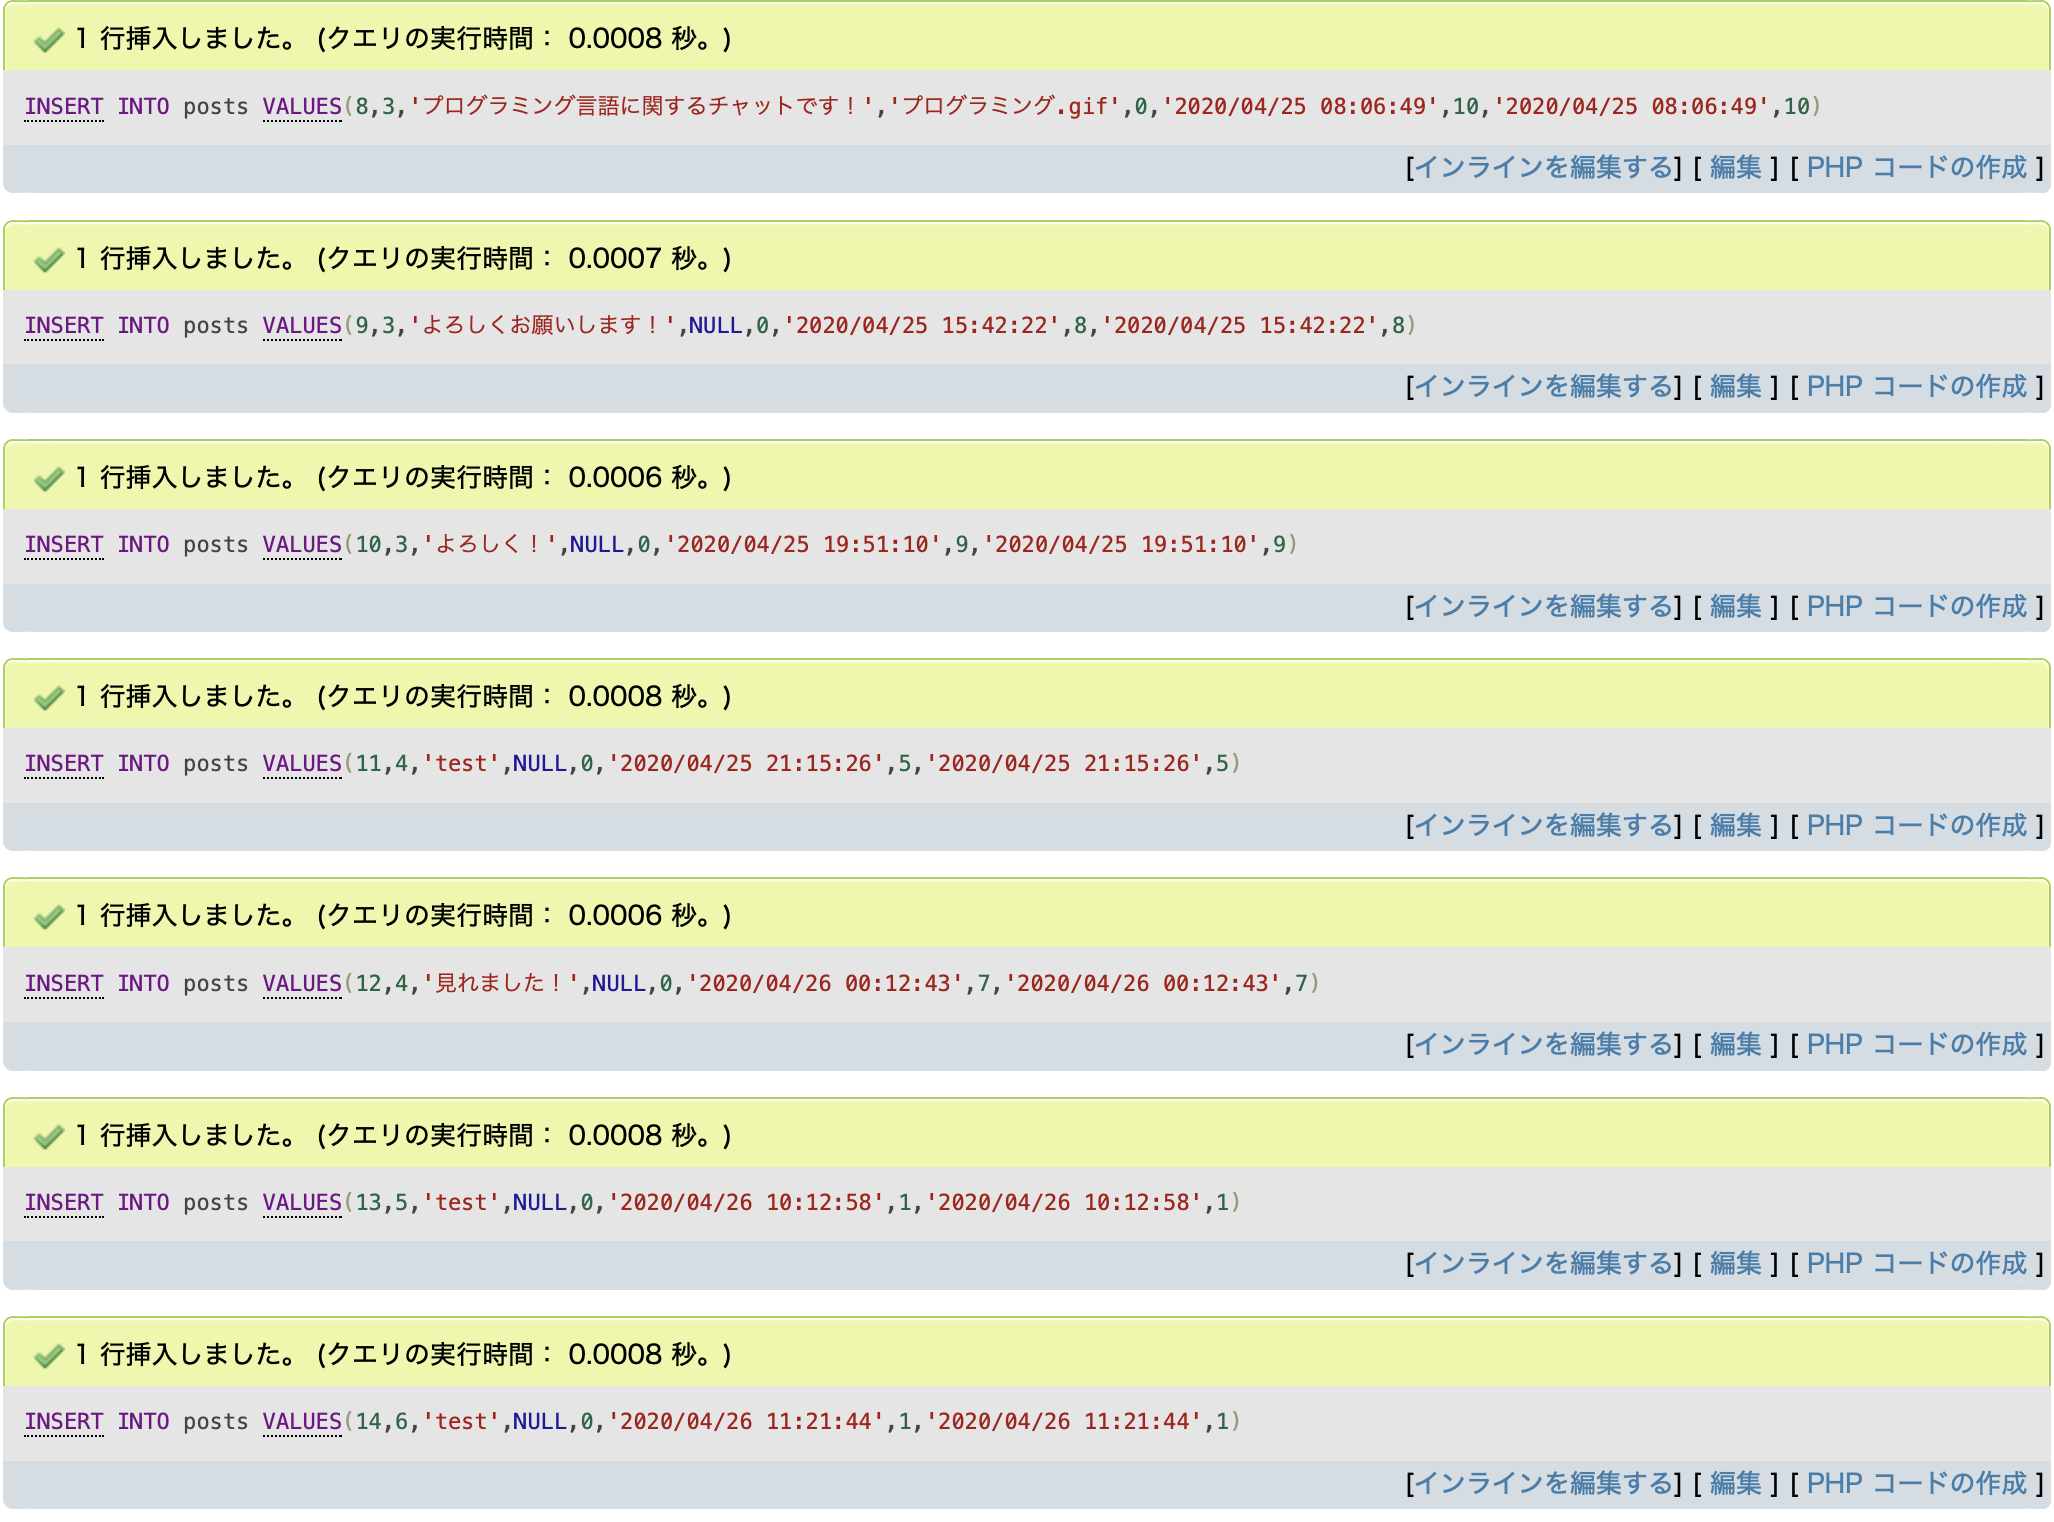 1 行挿入しました。 (クエリの実行時間： 0.0008 秒。)
INSERT INTO posts VALUES(8,3,'プログラミング言語に関するチャットです！','プログラミング.gif',0,'2020/04/25 08:06:49',10,'2020/04/25 08:06:49',10)
[インラインを編集する] [ 編集 ] [ PHP コードの作成 ]
1 行挿入しました。 (クエリの実行時間： 0.0007 秒。)
INSERT INTO posts VALUES(9,3,'よろしくお願いします！',NULL,0,'2020/04/25 15:42:22',8,'2020/04/25 15:42:22',8)
[インラインを編集する] [ 編集 ] [ PHP コードの作成 ]
1 行挿入しました。 (クエリの実行時間： 0.0006 秒。)
INSERT INTO posts VALUES(10,3,'よろしく！',NULL,0,'2020/04/25 19:51:10',9,'2020/04/25 19:51:10',9)
[インラインを編集する] [ 編集 ] [ PHP コードの作成 ]
1 行挿入しました。 (クエリの実行時間： 0.0008 秒。)
INSERT INTO posts VALUES(11,4,'test',NULL,0,'2020/04/25 21:15:26',5,'2020/04/25 21:15:26',5)
[インラインを編集する] [ 編集 ] [ PHP コードの作成 ]
1 行挿入しました。 (クエリの実行時間： 0.0006 秒。)
INSERT INTO posts VALUES(12,4,'見れました！',NULL,0,'2020/04/26 00:12:43',7,'2020/04/26 00:12:43',7)
[インラインを編集する] [ 編集 ] [ PHP コードの作成 ]
1 行挿入しました。 (クエリの実行時間： 0.0008 秒。)
INSERT INTO posts VALUES(13,5,'test',NULL,0,'2020/04/26 10:12:58',1,'2020/04/26 10:12:58',1)
[インラインを編集する] [ 編集 ] [ PHP コードの作成 ]
1 行挿入しました。 (クエリの実行時間： 0.0008 秒。)
INSERT INTO posts VALUES(14,6,'test',NULL,0,'2020/04/26 11:21:44',1,'2020/04/26 11:21:44',1)
[インラインを編集する] [ 編集 ] [ PHP コードの作成 ]